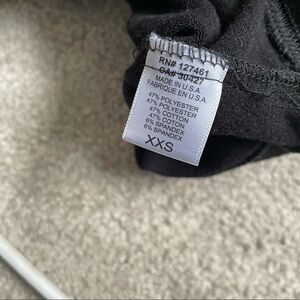 RN# 127461
CA# 30427
MADE IN U.S.A
FABRIQUE EN U.S.A.
47% POLYESTER
47% POLYESTER
47% COTTON
47% COTON
6% SPANDEX
6% SPANDEX
XXS